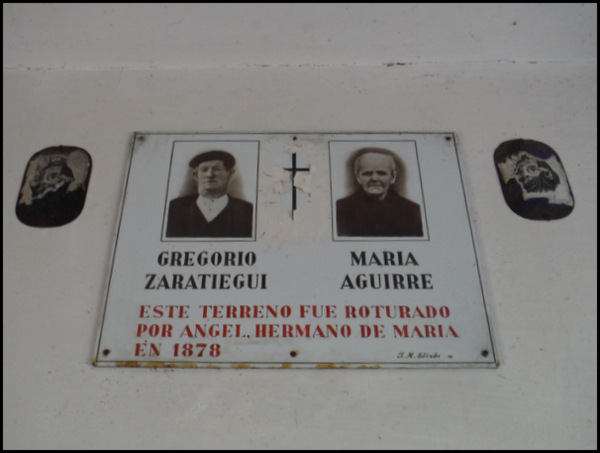 GREGORIO
ZARATIEGUI
MARIA
AGUIRRE
ESTE TERRENO FUE ROTURADO
POR ANGEL, HERMANO DE MARIA
EN 1878